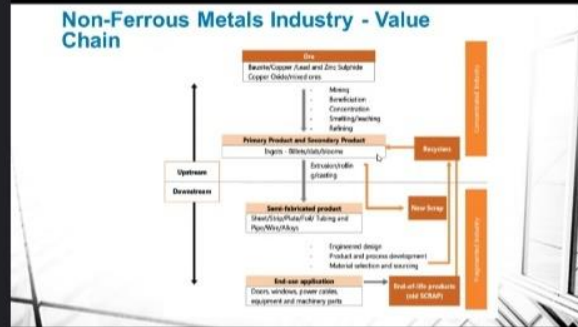 Non-Ferrous Metals Industry - Value
Chain
Ore
Bauxite/Copper /Lead and Zinc Sulphide
Copper Oxide/mixed ores
- Mining
- Beneficiation
- Concentration
- Smelting/leaching
- Refining
Concentrated Industry
Primary Product and Secondary Product
Ingots - Billets/slab/blooms
Recyclers
Extrusion/rollin
g/casting
Upstream
Downstream
Semi-fabricated product
Sheet/Strip/Plate/Foil/ Tubing and
Pipe/Wire/Alloys
New Scrap
- Engineered design
- Product and process development
- Material selection and sourcing
Fragmented Industry
End-use application
Doors, windows, power cables,
equipment and machinery parts
End-of-life products
(old SCRAP)